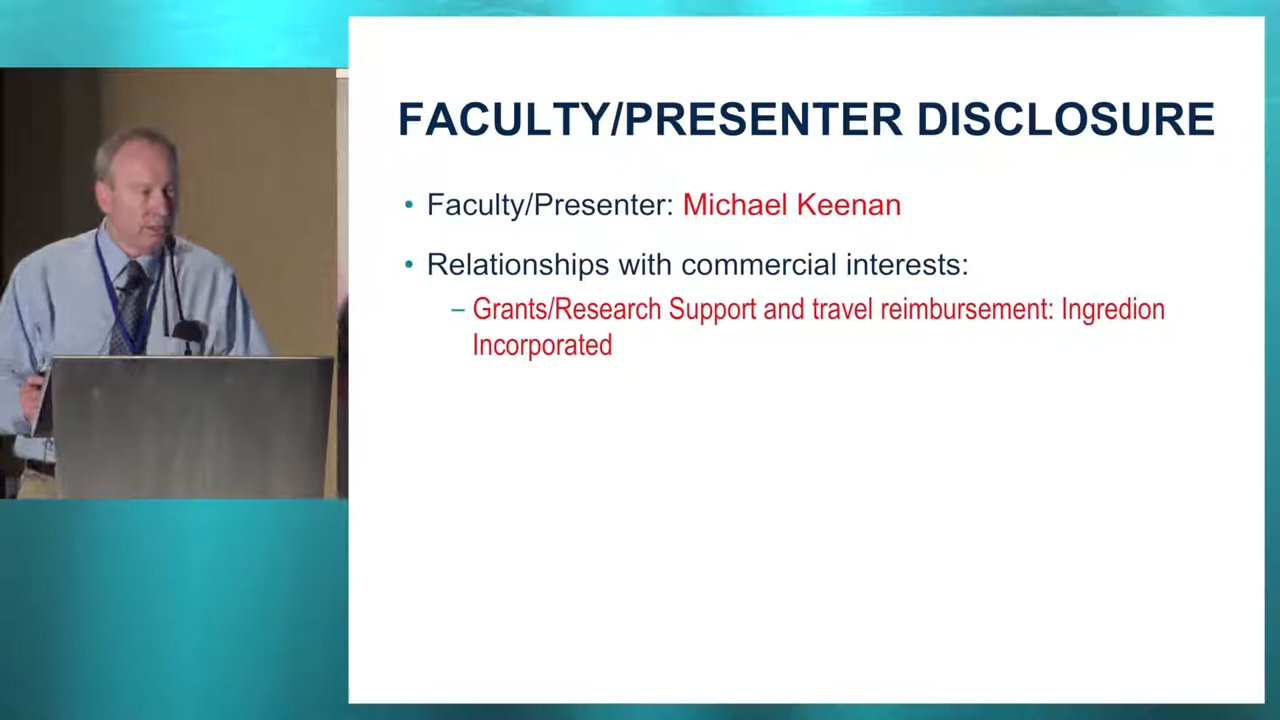 FACULTY/PRESENTER DISCLOSURE
• Faculty/Presenter: Michael Keenan
• Relationships with commercial interests:
– Grants/Research Support and travel reimbursement: Ingredion
Incorporated